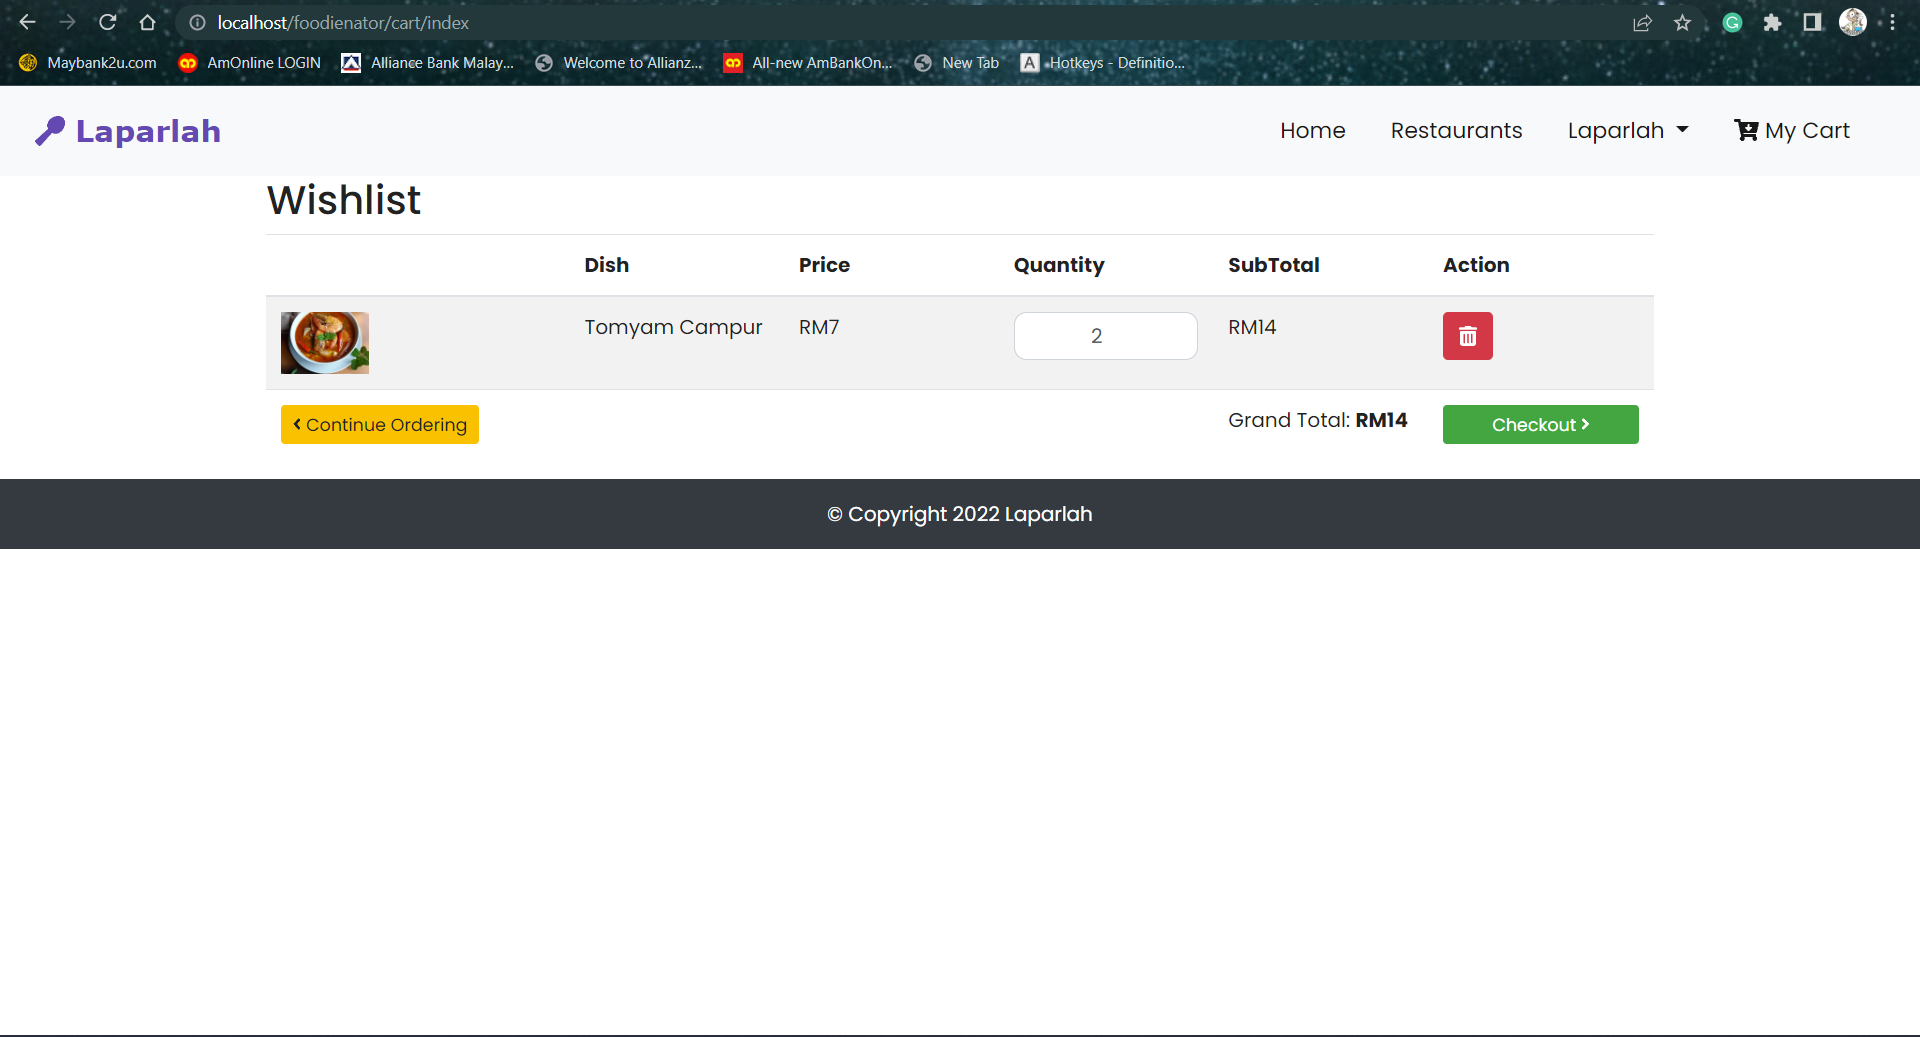 localhost/foodienator/cart/index
Maybank2u.com AmOnline LOGIN Alliance Bank Malay... Welcome to Allianz... All-new AmBankOn... New Tab Hotkeys - Definitio...
Laparlah Home Restaurants Laparlah My Cart
Wishlist
Dish Price Quantity SubTotal Action
Tomyam Campur RM7 2 RM14
Continue Ordering Grand Total: RM14 Checkout
© Copyright 2022 Laparlah